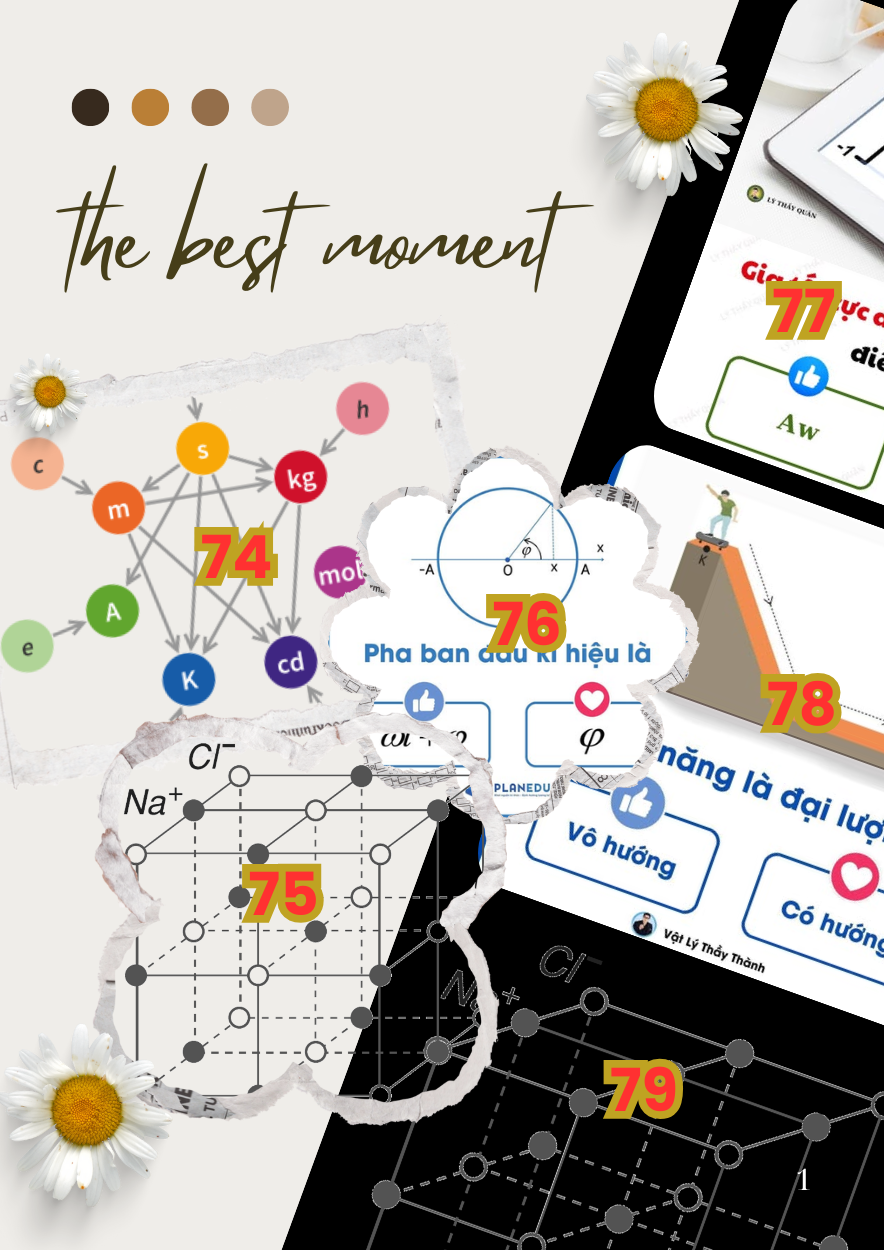 the best moment
-1
LÝ THẦY QUÂN
77
Aw
h
c
s
kg
m
74
mol
A
e
K
cd
φ
-A
O
x
A
x
76
Pha ban đầu kí hiệu là
φ
PLANEDU
K
78
năng là đại lượ
Vô hướng
Có hướng
Vật Lý Thầy Thành
Cl⁻
Na⁺
75
Cl⁻
Na⁺
79
1